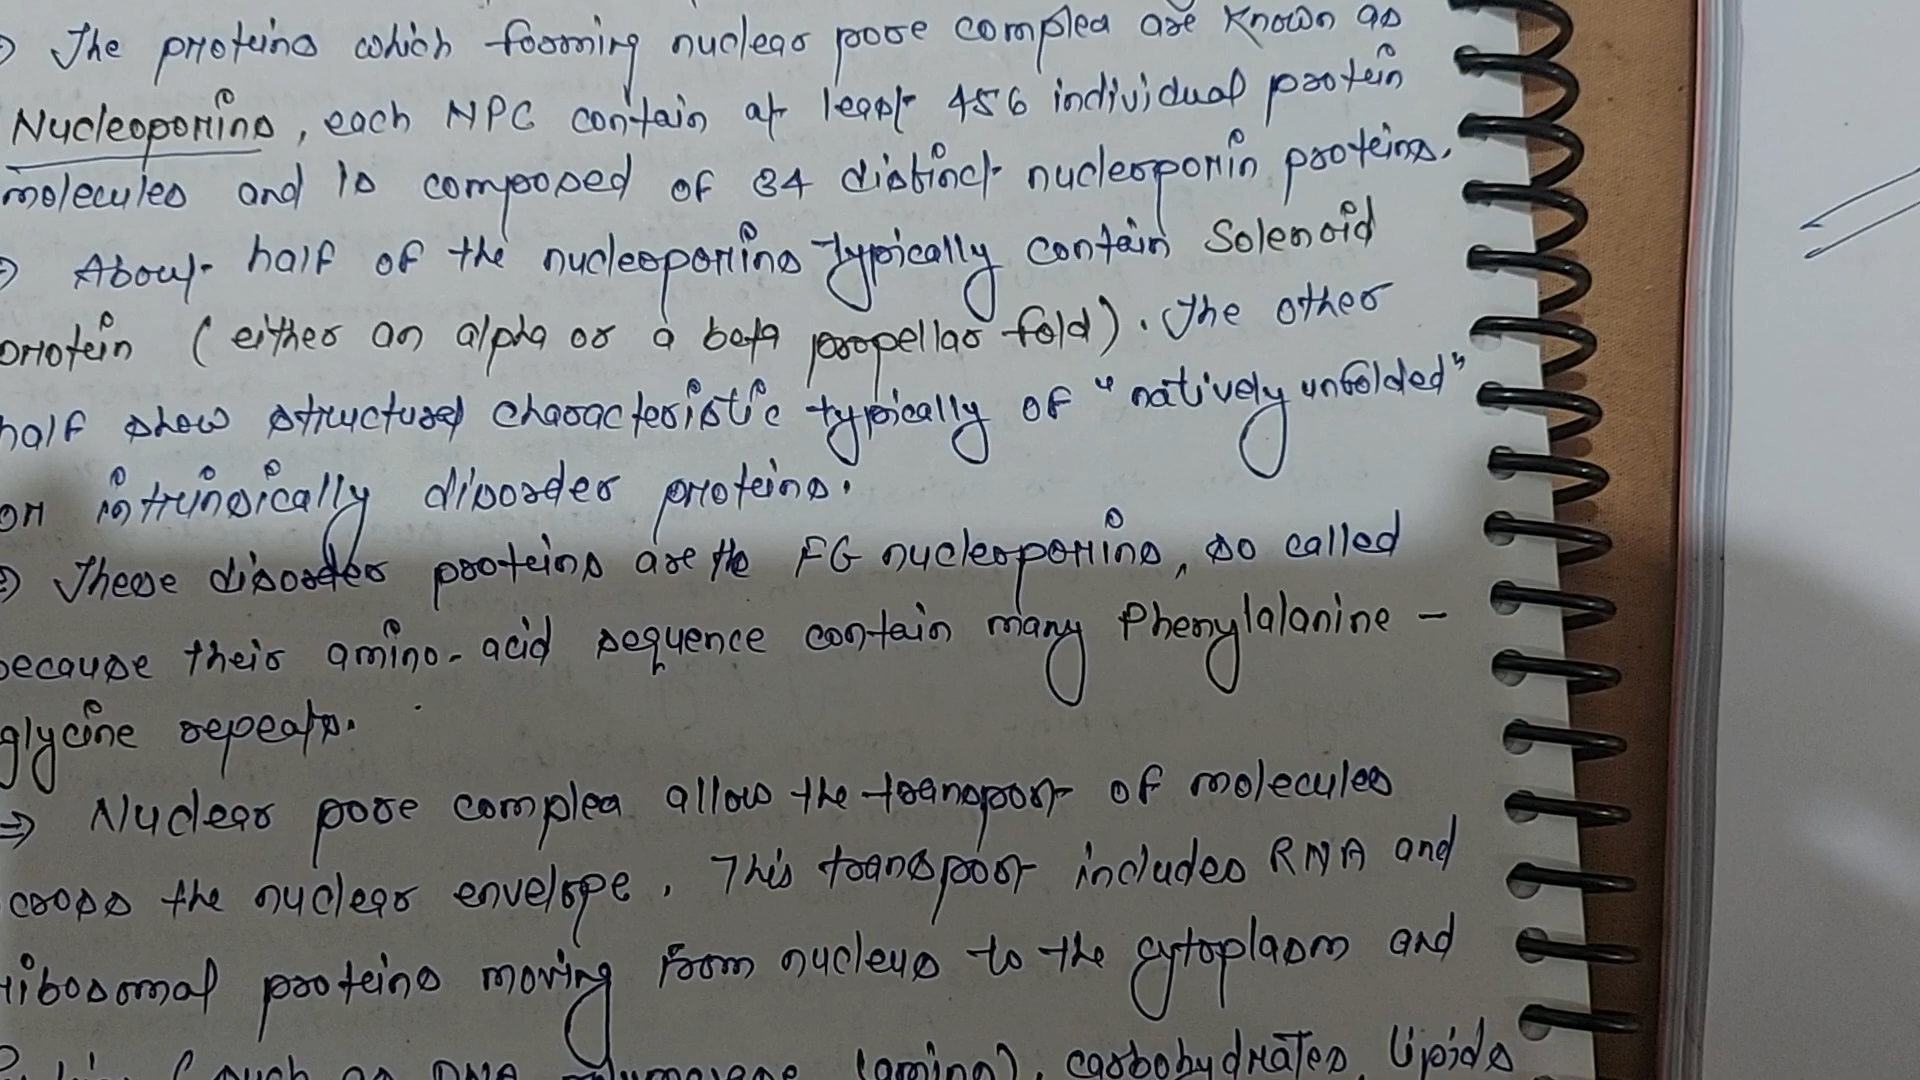 ⇒ The proteins which forming nuclear pore complex are known as
Nucleoporins, each NPC contain at least 456 individual protein
molecules and is composed of 34 distinct nucleoporin proteins.
⇒ About half of the nucleoporins typically contain Solenoid
protein (either an alpha or a beta propellar fold). The other
half show structural characteristic typically of "natively unfolded"
or intrinsically disorder proteins.
⇒ These disorder proteins are the FG nucleoporins, so called
because their amino-acid sequence contain many Phenylalanine -
glycine repeats.
⇒ Nuclear pore complex allow the transport of molecules
cross the nuclear envelope. This transport includes RNA and
ribosomal proteins moving from nucleus to the cytoplasm and
(such as DNA (amino), carbohydrates, lipids